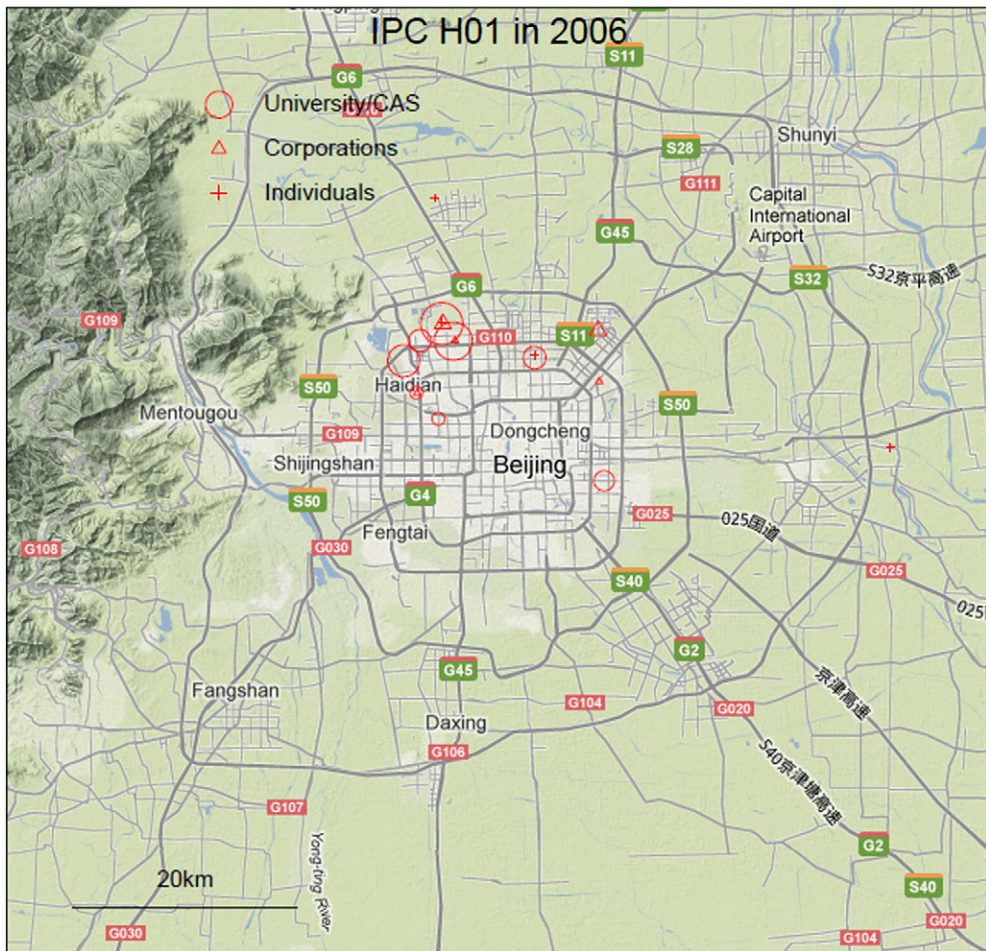 IPC H01 in 2006
S11
G6
University/CAS
Corporations
Individuals
S28
G111
Shunyi
Capital
International
Airport
G45
S32
S32京平高速
G6
G109
G110
S11
Haidian
S50
S50
Mentougou
G109
Dongcheng
Shijingshan
Beijing
S50
G4
G025
025国道
Fengtai
G030
G108
G025
S40
025国
G2
G45
Fangshan
G104
G020
京津高速
Daxing
G106
S40京津塘高速
G107
Yong-ting River
G2
20km
S40
G030
G020
G104